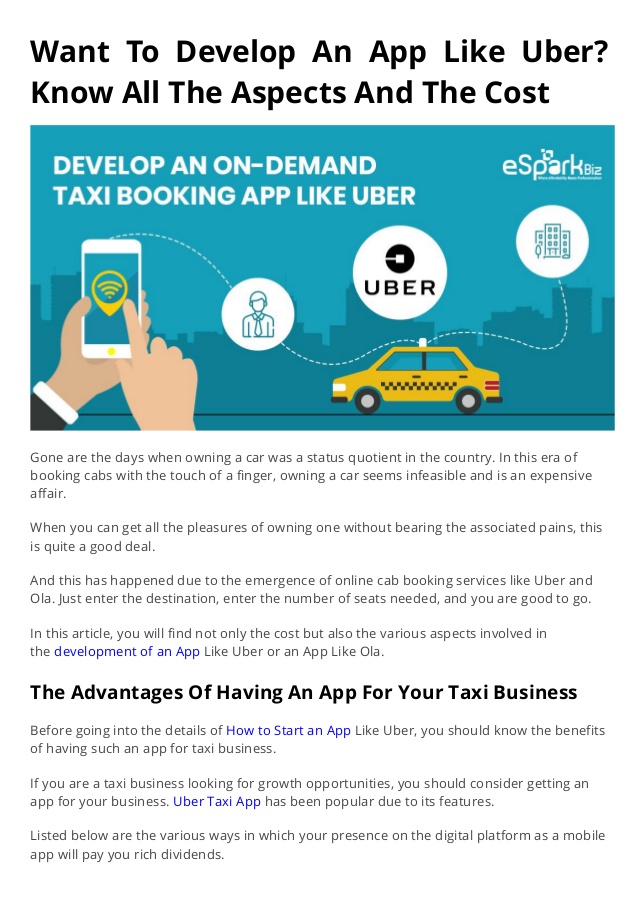 Want To Develop An App Like Uber?
Know All The Aspects And The Cost
DEVELOP AN ON-DEMAND
TAXI BOOKING APP LIKE UBER
eSparkBiz
UBER
Gone are the days when owning a car was a status quotient in the country. In this era of
booking cabs with the touch of a finger, owning a car seems infeasible and is an expensive
affair.
When you can get all the pleasures of owning one without bearing the associated pains, this
is quite a good deal.
And this has happened due to the emergence of online cab booking services like Uber and
Ola. Just enter the destination, enter the number of seats needed, and you are good to go.
In this article, you will find not only the cost but also the various aspects involved in
the development of an App Like Uber or an App Like Ola.
The Advantages Of Having An App For Your Taxi Business
Before going into the details of How to Start an App Like Uber, you should know the benefits
of having such an app for taxi business.
If you are a taxi business looking for growth opportunities, you should consider getting an
app for your business. Uber Taxi App has been popular due to its features.
Listed below are the various ways in which your presence on the digital platform as a mobile
app will pay you rich dividends.